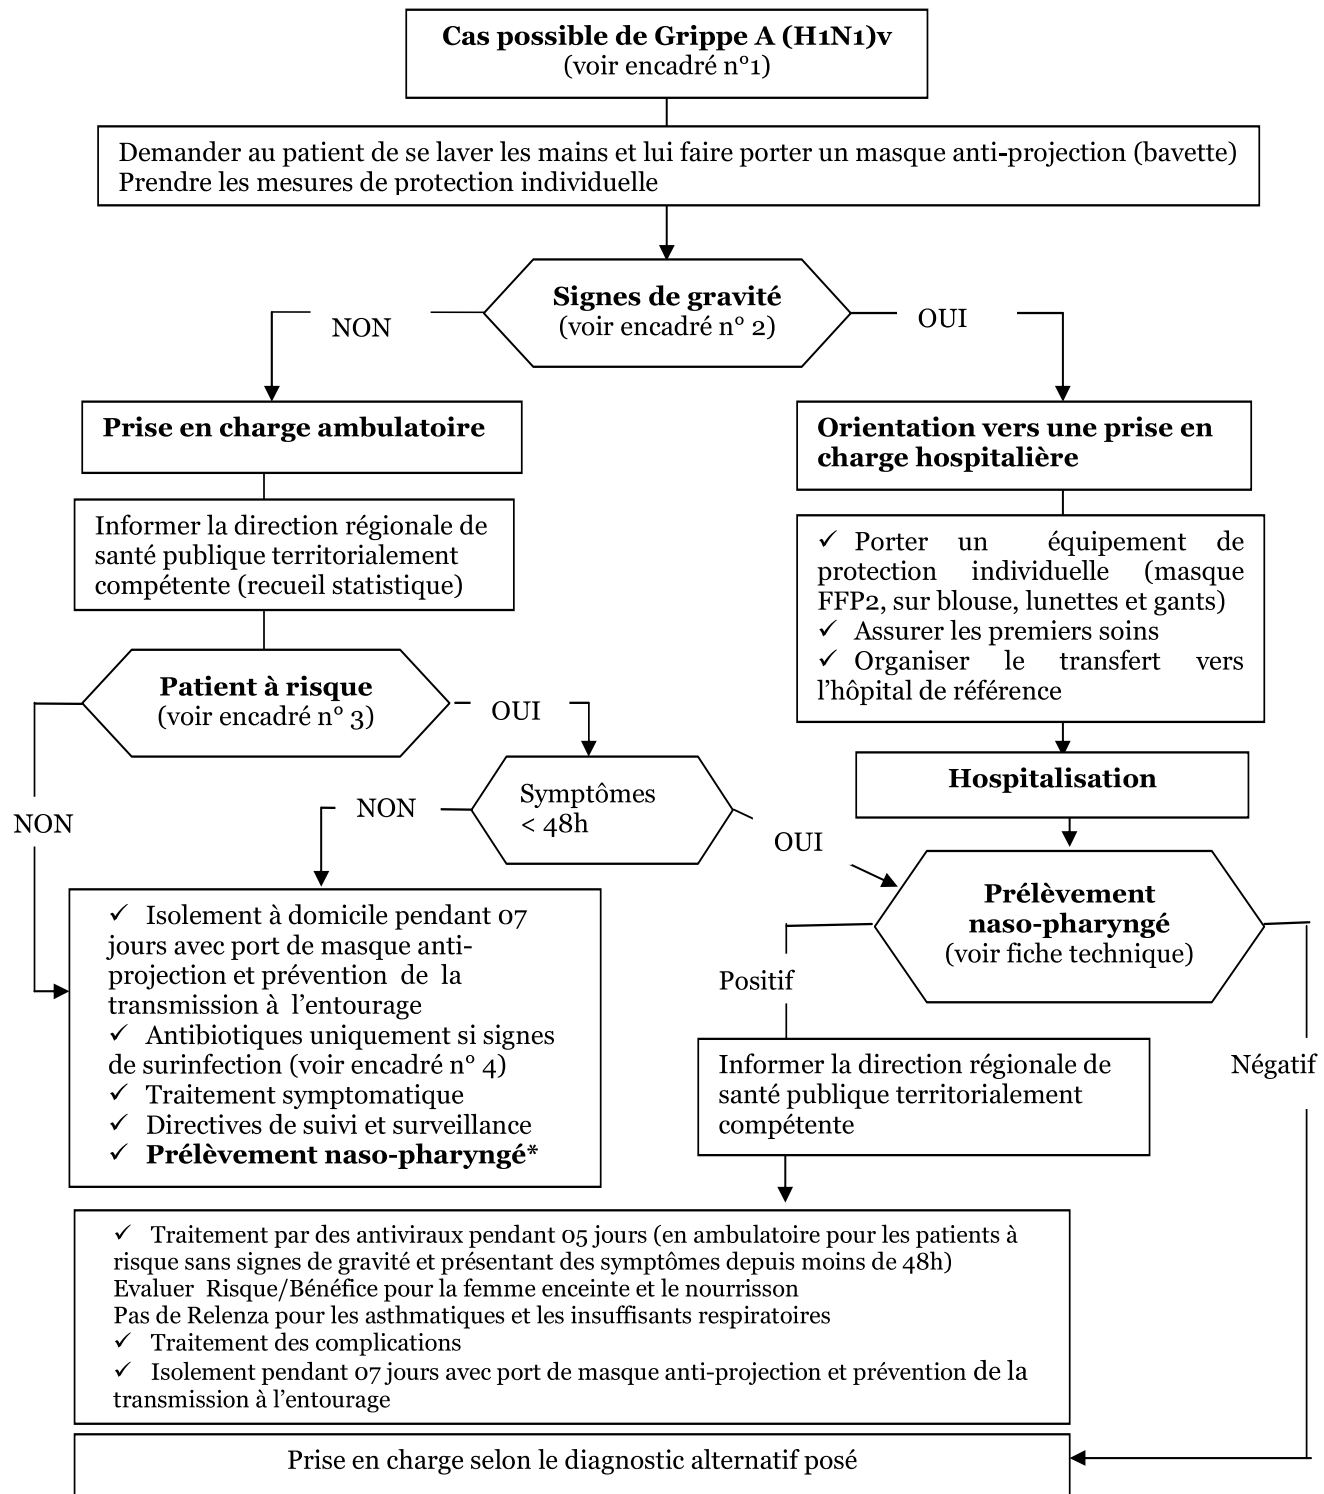 Cas possible de Grippe A (H1N1)v
(voir encadré n°1)
Demander au patient de se laver les mains et lui faire porter un masque anti-projection (bavette)
Prendre les mesures de protection individuelle
Signes de gravité
(voir encadré n° 2)
NON
OUI
Prise en charge ambulatoire
Orientation vers une prise en
charge hospitalière
Informer la direction régionale de
santé publique territorialement
compétente (recueil statistique)
✓ Porter un équipement de
protection individuelle (masque
FFP2, sur blouse, lunettes et gants)
✓ Assurer les premiers soins
✓ Organiser le transfert vers
l'hôpital de référence
Patient à risque
(voir encadré n° 3)
OUI
NON
Symptômes
< 48h
NON
OUI
Hospitalisation
Prélèvement
naso-pharyngé
(voir fiche technique)
✓ Isolement à domicile pendant 07
jours avec port de masque anti-
projection et prévention de la
transmission à l'entourage
✓ Antibiotiques uniquement si signes
de surinfection (voir encadré n° 4)
✓ Traitement symptomatique
✓ Directives de suivi et surveillance
✓ Prélèvement naso-pharyngé*
Positif
Négatif
Informer la direction régionale de
santé publique territorialement
compétente
✓ Traitement par des antiviraux pendant 05 jours (en ambulatoire pour les patients à
risque sans signes de gravité et présentant des symptômes depuis moins de 48h)
Evaluer Risque/Bénéfice pour la femme enceinte et le nourrisson
Pas de Relenza pour les asthmatiques et les insuffisants respiratoires
✓ Traitement des complications
✓ Isolement pendant 07 jours avec port de masque anti-projection et prévention de la
transmission à l'entourage
Prise en charge selon le diagnostic alternatif posé